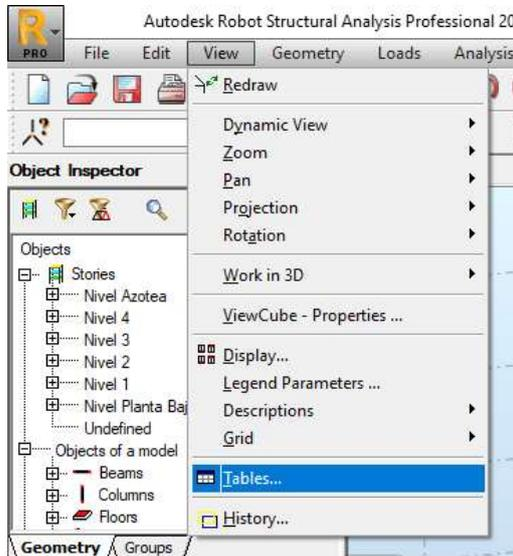 Autodesk Robot Structural Analysis Professional 20
PRO
File Edit View Geometry Loads Analysis
Redraw
Dynamic View
Zoom
Pan
Projection
Rotation
Work in 3D
ViewCube - Properties ...
Display...
Legend Parameters ...
Descriptions
Grid
Tables...
History...
Object Inspector
Objects
Stories
Nivel Azotea
Nivel 4
Nivel 3
Nivel 2
Nivel 1
Nivel Planta Baj
Undefined
Objects of a model
Beams
Columns
Floors
Geometry Groups